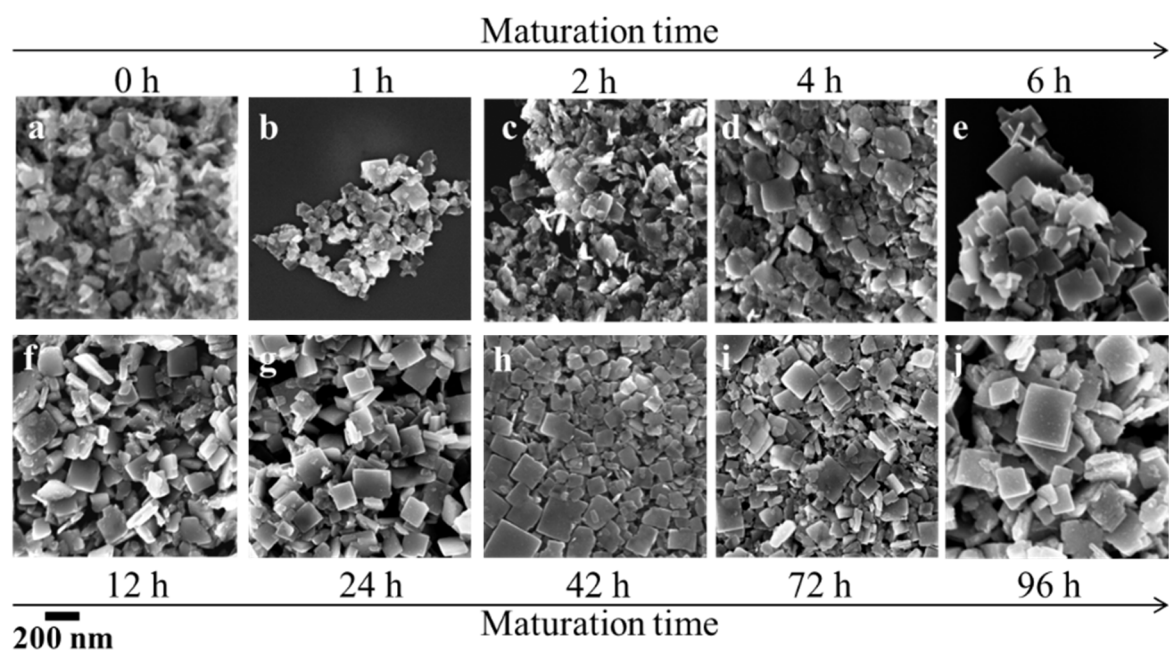 Maturation time
0 h 1 h 2 h 4 h 6 h
a b c d e
f g h i j
12 h 24 h 42 h 72 h 96 h
Maturation time
200 nm